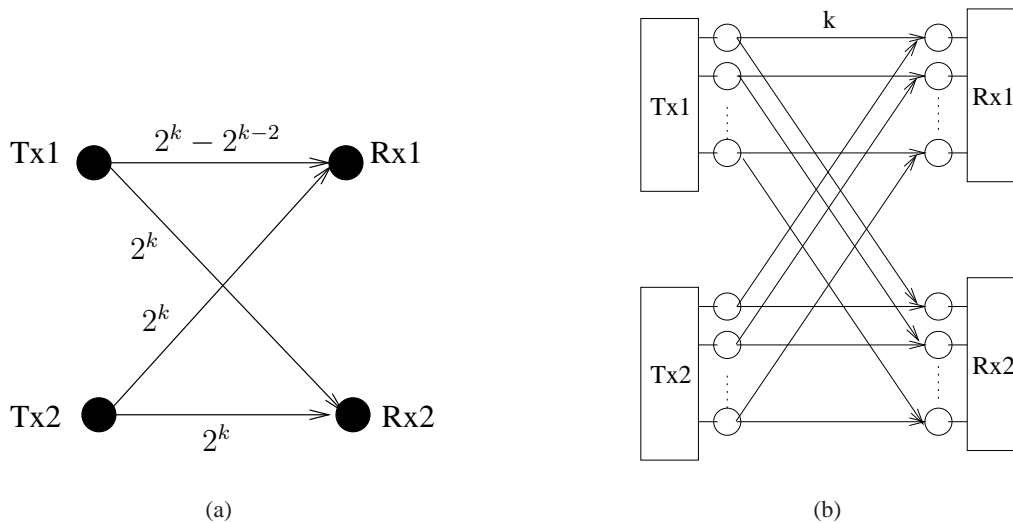 Tx1
2^k − 2^{k−2}
Rx1
2^k
2^k
Tx2
2^k
Rx2
(a)
k
Tx1
Rx1
Tx2
Rx2
(b)